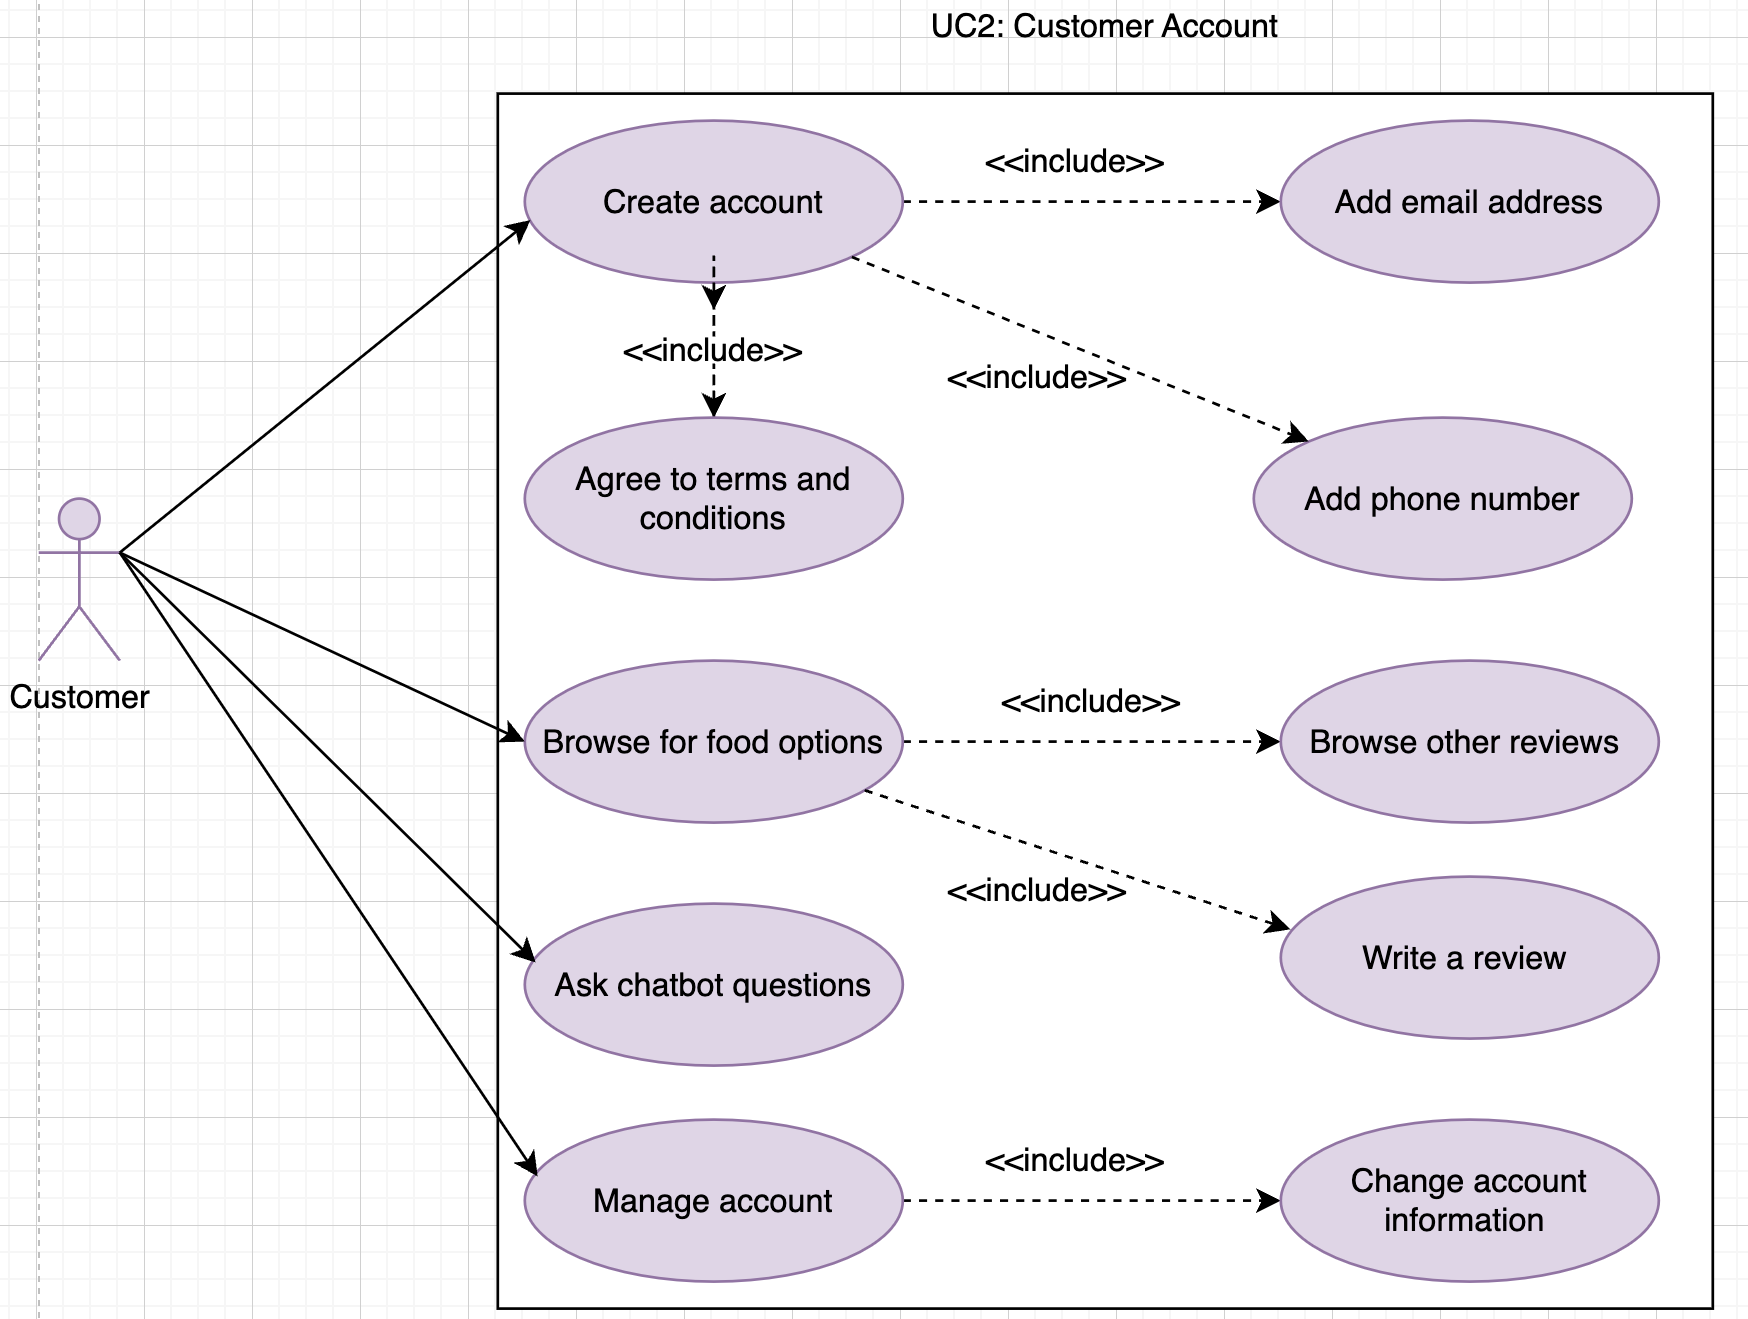 UC2: Customer Account
Create account
<<include>>
Add email address
<<include>>
<<include>>
Agree to terms and
conditions
Add phone number
Customer
Browse for food options
<<include>>
Browse other reviews
<<include>>
Write a review
Ask chatbot questions
Manage account
<<include>>
Change account
information